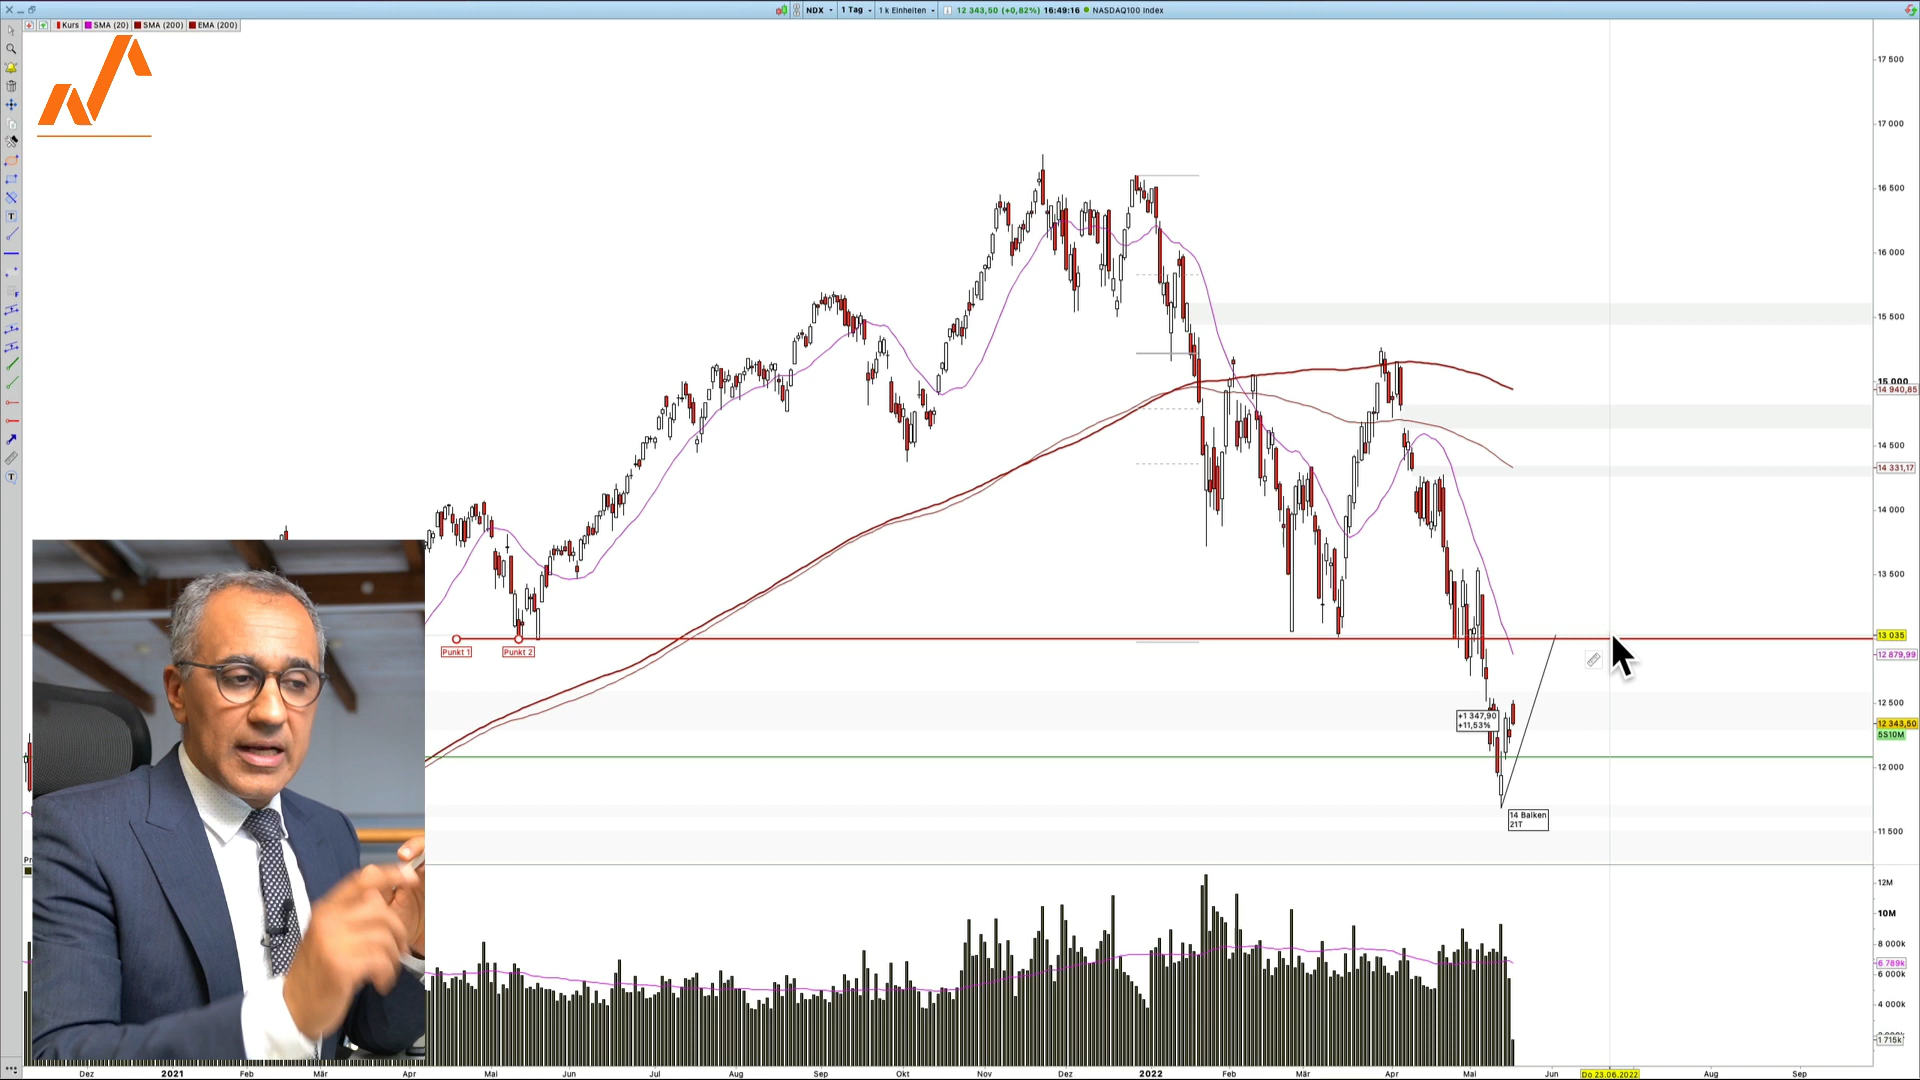 NDX
1 Tag
1 k Einheiten
12 343,50 (+0,82%)
16:49:16
NASDAQ100 Index
Kurs
SMA (20)
SMA (200)
EMA (200)
17 500
17 000
16 500
16 000
15 500
15 000
14 940,85
14 500
14 331,17
14 000
13 500
13 035
12 879,99
12 500
12 343,50
5S10M
12 000
11 500
Punkt 1
Punkt 2
+1 347,90
+11,53%
14 Balken
21T
12M
10M
8 000k
6 789k
6 000k
4 000k
1 715k
Dez
2021
Feb
Mär
Apr
Mai
Jun
Jul
Aug
Sep
Okt
Nov
Dez
2022
Feb
Mär
Apr
Mai
Jun
Do 23.06.2022
Aug
Sep